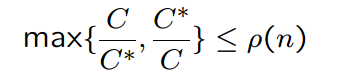 max{C/C*, C*/C} ≤ ρ(n)